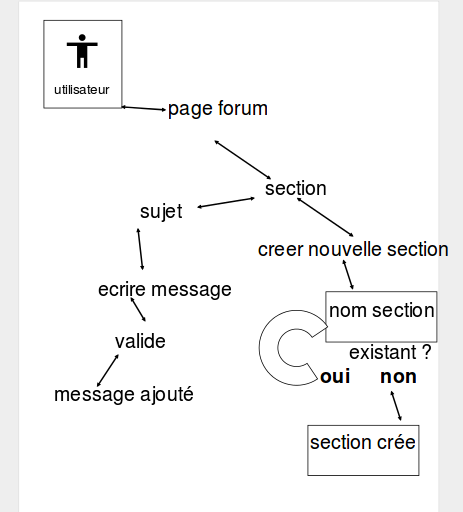 utilisateur
page forum
section
sujet
creer nouvelle section
ecrire message
nom section
valide
existant ?
oui non
message ajouté
section crée